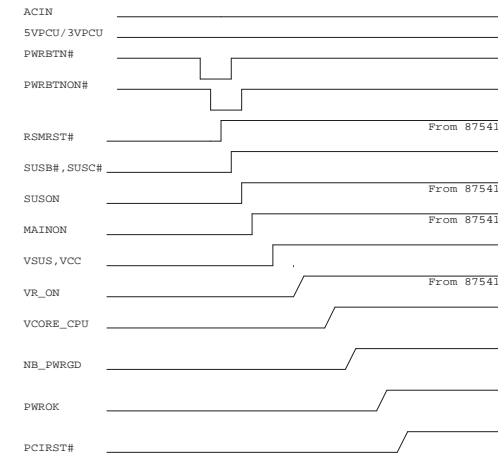 ACIN
5VPCU/3VPCU
PWRBTN#
PWRBTNON#
RSMRST#
From 87541
SUSB#,SUSC#
SUSON
From 87541
MAINON
From 87541
VSUS,VCC
VR_ON
From 87541
VCORE_CPU
NB_PWRGD
PWROK
PCIRST#